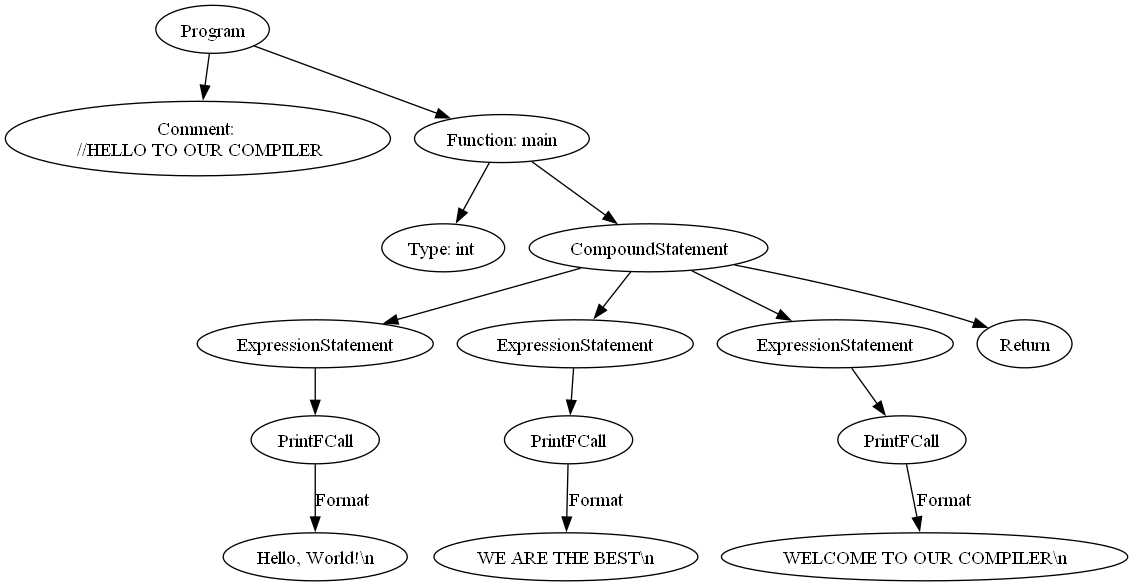 Program
Comment:
//HELLO TO OUR COMPILER
Function: main
Type: int
CompoundStatement
ExpressionStatement
ExpressionStatement
ExpressionStatement
Return
PrintFCall
PrintFCall
PrintFCall
Format
Format
Format
Hello, World!\n
WE ARE THE BEST\n
WELCOME TO OUR COMPILER\n